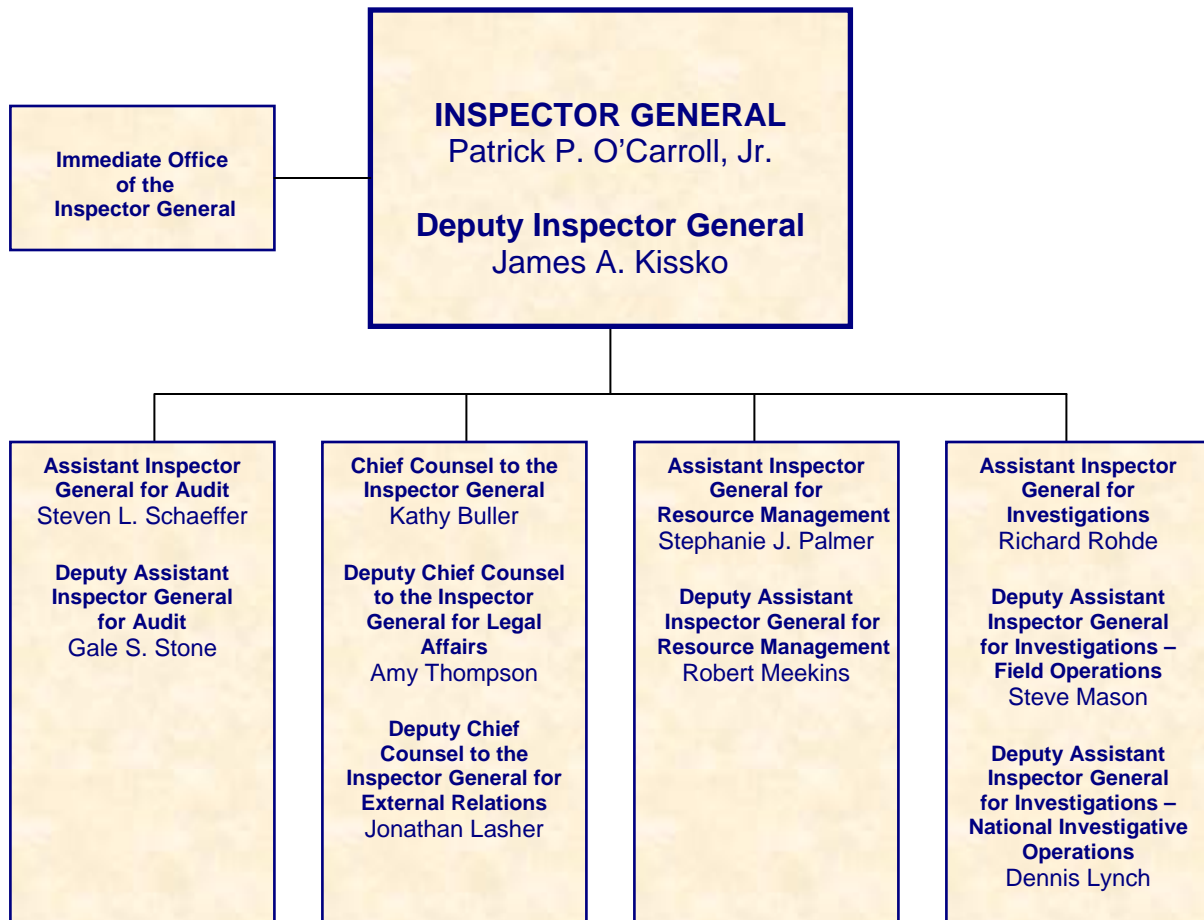 INSPECTOR GENERAL
Patrick P. O’Carroll, Jr.
Deputy Inspector General
James A. Kissko
Immediate Office
of the
Inspector General
Assistant Inspector
General for Audit
Steven L. Schaeffer
Deputy Assistant
Inspector General
for Audit
Gale S. Stone
Chief Counsel to the
Inspector General
Kathy Buller
Deputy Chief Counsel
to the Inspector
General for Legal
Affairs
Amy Thompson
Deputy Chief
Counsel to the
Inspector General for
External Relations
Jonathan Lasher
Assistant Inspector
General for
Resource Management
Stephanie J. Palmer
Deputy Assistant
Inspector General for
Resource Management
Robert Meekins
Assistant Inspector
General for
Investigations
Richard Rohde
Deputy Assistant
Inspector General
for Investigations –
Field Operations
Steve Mason
Deputy Assistant
Inspector General
for Investigations –
National Investigative
Operations
Dennis Lynch